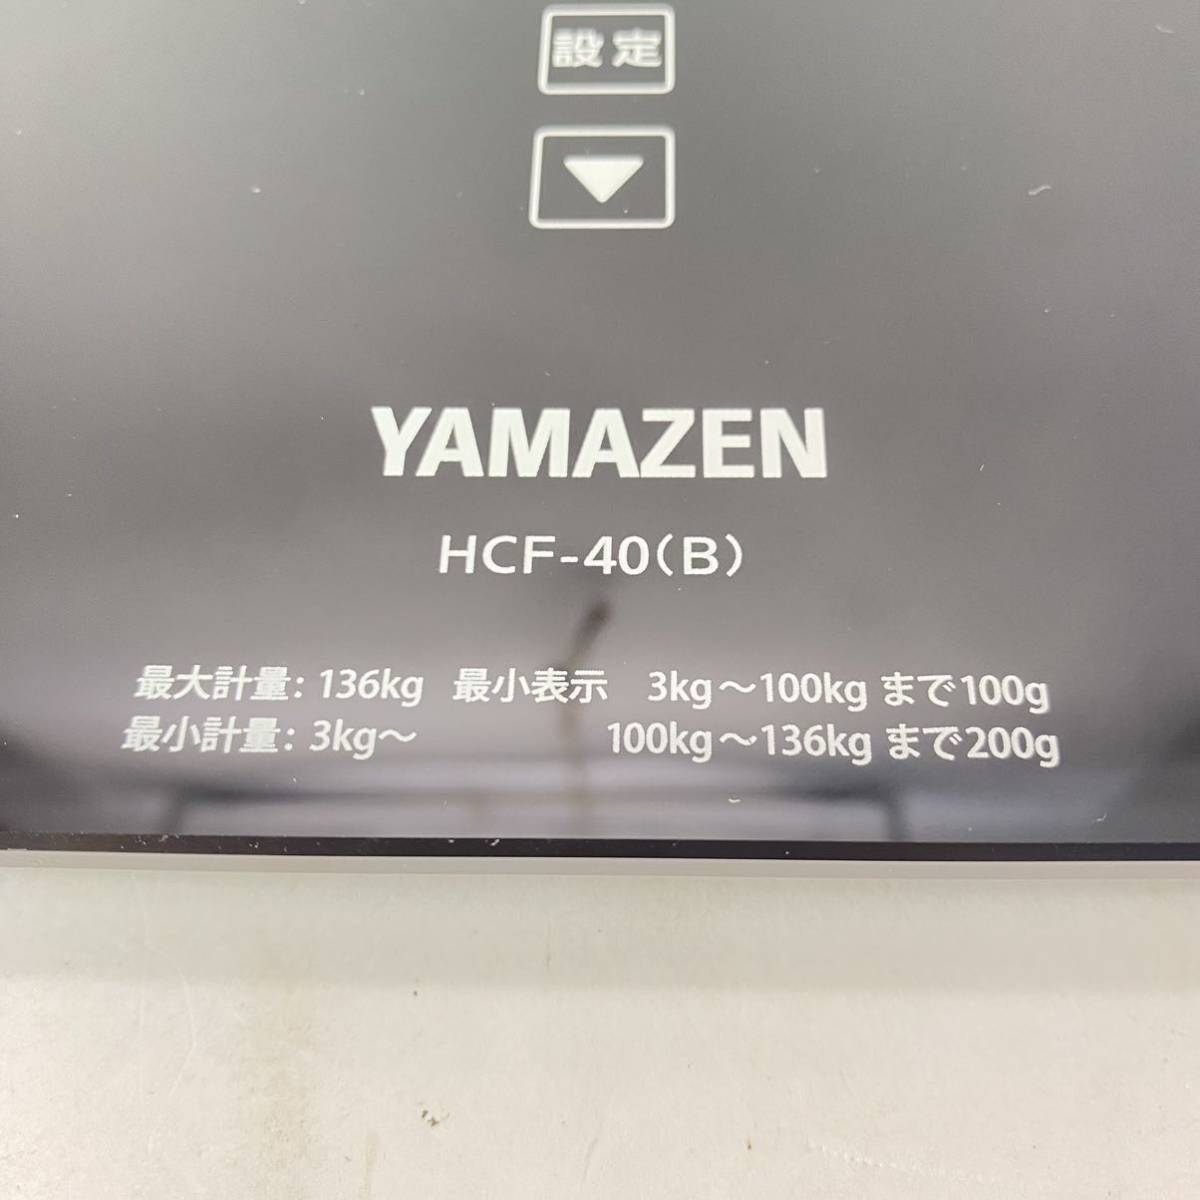 設定
YAMAZEN
HCF-40(B)
最大計量: 136kg 最小表示 3kg～100kg まで100g
最小計量: 3kg～ 100kg～136kg まで200g